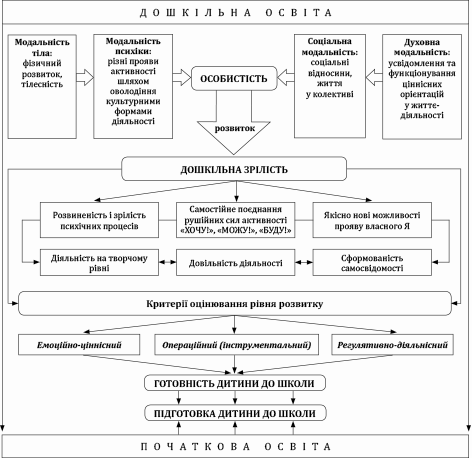 ДОШКІЛЬНА ОСВІТА
Модальність
тіла:
фізичний
розвиток,
тілесність
Модальність
психіки:
різні прояви
активності
шляхом
оволодіння
культурними
формами
діяльності
ОСОБИСТІСТЬ
Соціальна
модальність:
соціальні
відносини,
життя
у колективі
Духовна
модальність:
усвідомлення та
функціонування
ціннісних
орієнтацій
у життє-
діяльності
розвиток
ДОШКІЛЬНА ЗРІЛІСТЬ
Розвиненість і зрілість
психічних процесів
Самостійне поєднання
рушійних сил активності
«ХОЧУ!», «МОЖУ!», «БУДУ!»
Якісно нові можливості
прояву власного Я
Діяльність на творчому
рівні
Довільність діяльності
Сформованість
самосвідомості
Критерії оцінювання рівня розвитку
Емоційно-ціннісний
Операційний (інструментальний)
Регулятивно-діяльнісний
ГОТОВНІСТЬ ДИТИНИ ДО ШКОЛИ
ПІДГОТОВКА ДИТИНИ ДО ШКОЛИ
ПОЧАТКОВА ОСВІТА